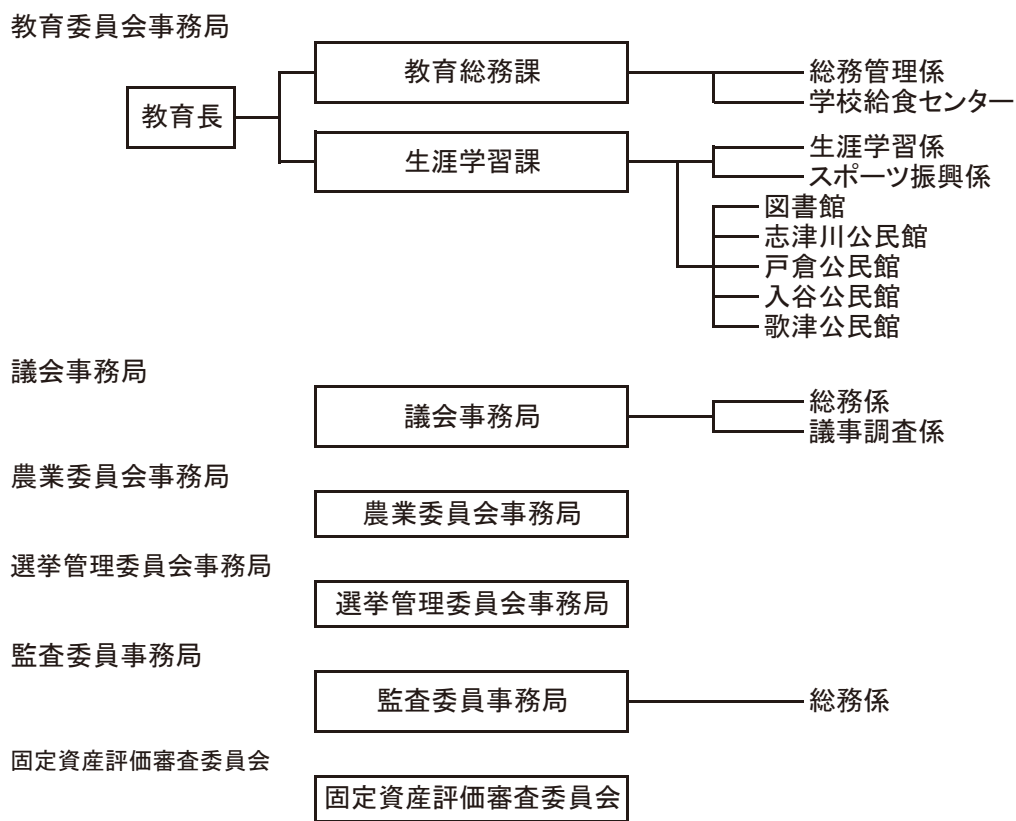 教育委員会事務局
教育長
教育総務課
総務管理係
学校給食センター
生涯学習課
生涯学習係
スポーツ振興係
図書館
志津川公民館
戸倉公民館
入谷公民館
歌津公民館
議会事務局
議会事務局
総務係
議事調査係
農業委員会事務局
農業委員会事務局
選挙管理委員会事務局
選挙管理委員会事務局
監査委員事務局
監査委員事務局
総務係
固定資産評価審査委員会
固定資産評価審査委員会